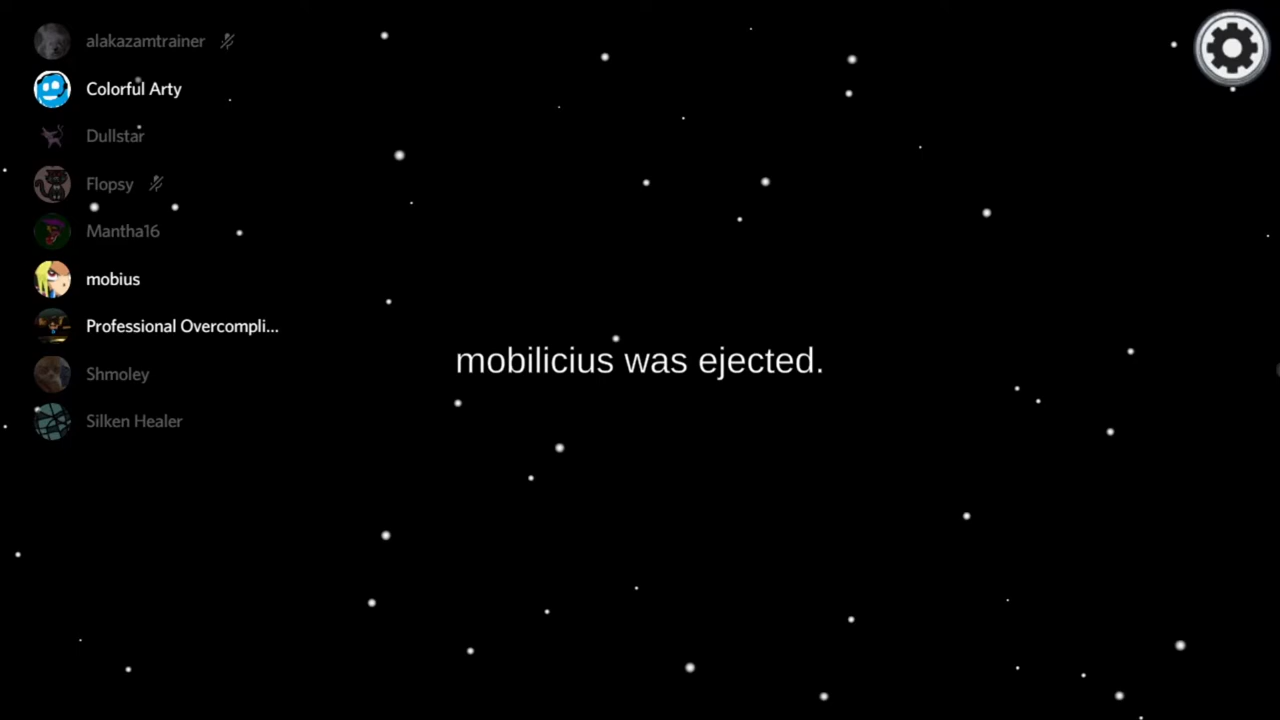 alakazamtrainer
Colorful Arty
Dullstar
Flopsy
Mantha16
mobius
Professional Overcompli...
mobilicius was ejected.
Shmoley
Silken Healer